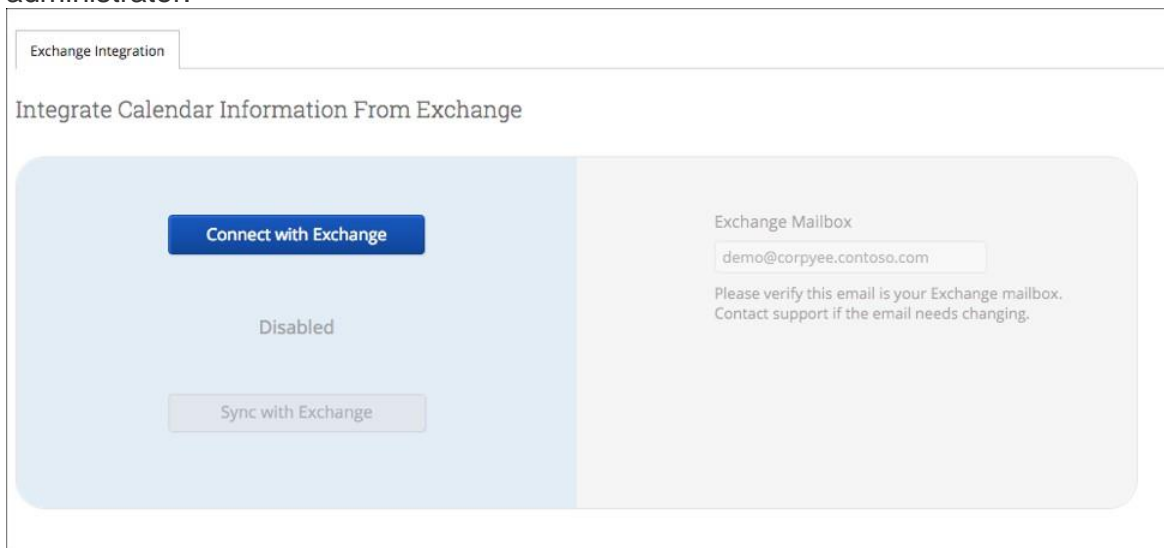 administrator.
Exchange Integration
Integrate Calendar Information From Exchange
Connect with Exchange
Disabled
Sync with Exchange
Exchange Mailbox
demo@corpyee.contoso.com
Please verify this email is your Exchange mailbox.
Contact support if the email needs changing.